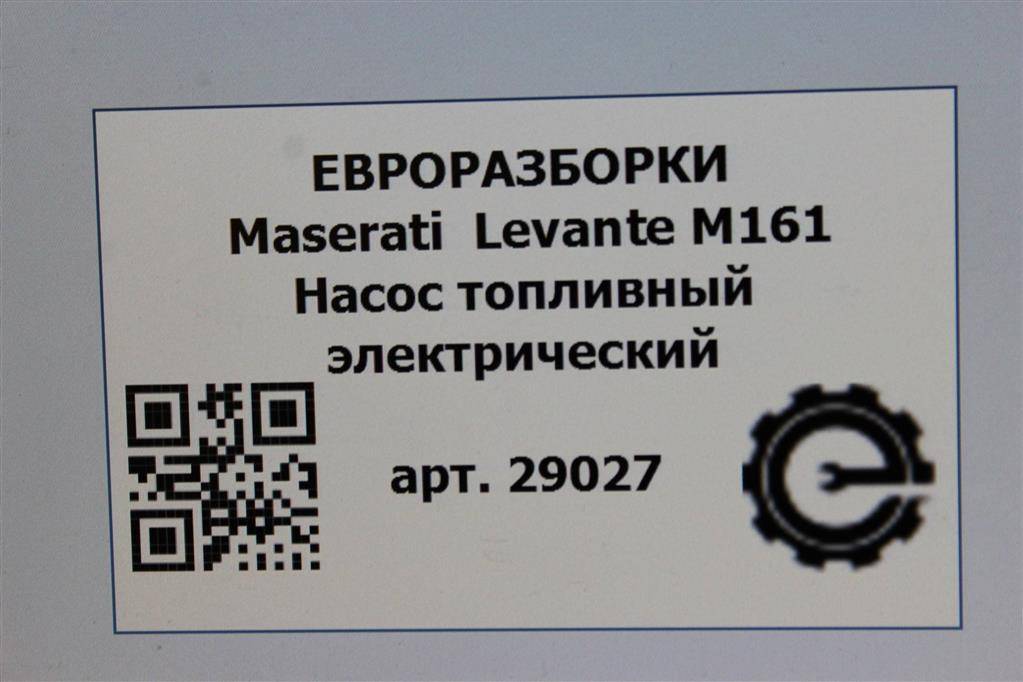 ЕВРОРАЗБОРКИ
Maserati Levante M161
Насос топливный
электрический
арт. 29027